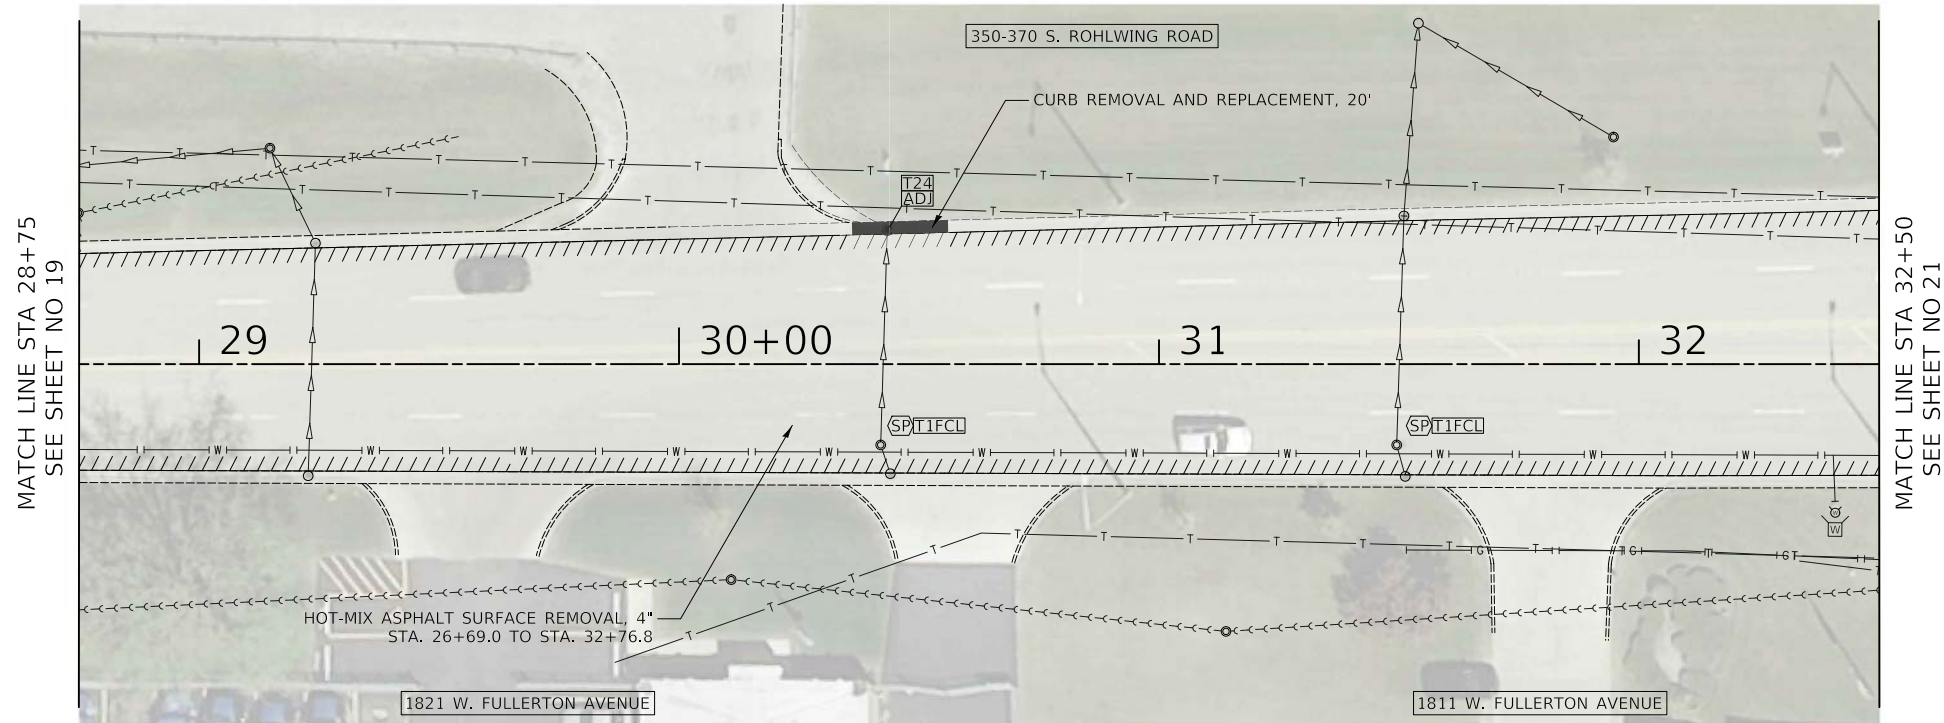 350-370 S. ROHLWING ROAD
CURB REMOVAL AND REPLACEMENT, 20'
T T T T T T T T T T T T T T T T T T T T T
T T T T T T T T T T T T T T T T T T T T T
T24
ADJ
MATCH LINE STA 28+75
SEE SHEET NO 19
29
30+00
31
32
MATCH LINE STA 32+50
SEE SHEET NO 21
SP T1FCL
SP T1FCL
W W W W W W W W W W W
W
W
T T T T T T T T T
G G G T
HOT-MIX ASPHALT SURFACE REMOVAL, 4"
STA. 26+69.0 TO STA. 32+76.8
1821 W. FULLERTON AVENUE
1811 W. FULLERTON AVENUE